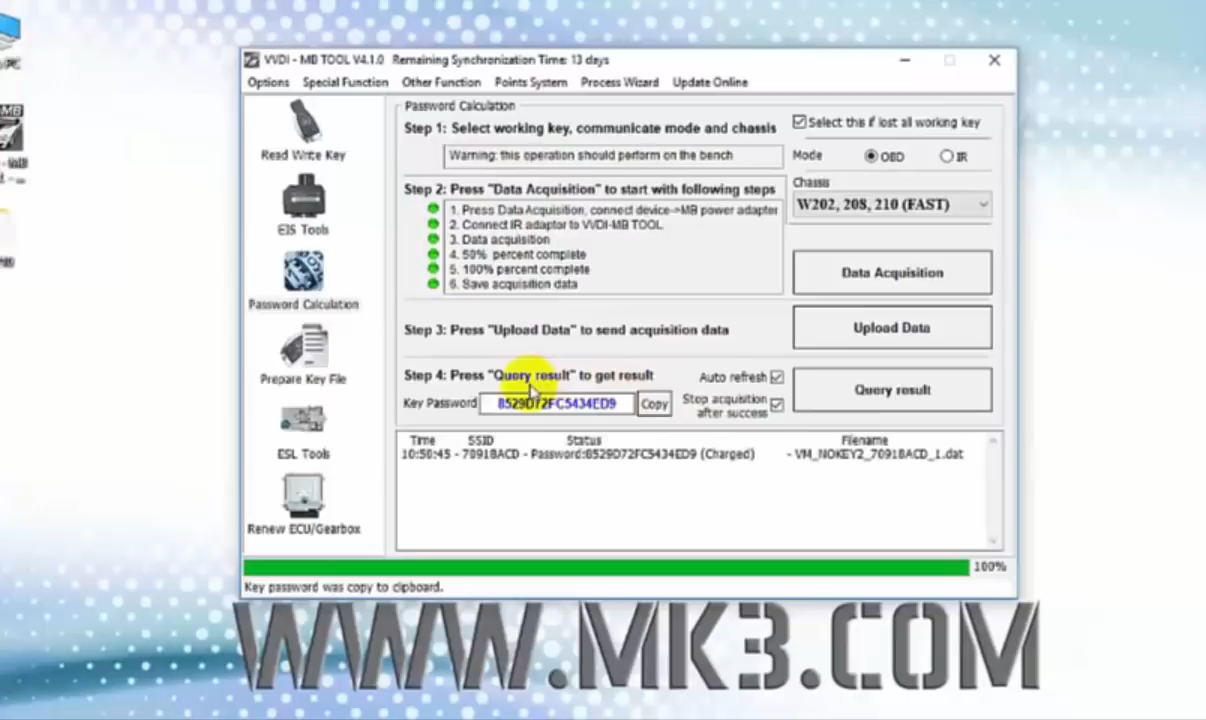 VVDI - MB TOOL V4.1.0 Remaining Synchronization Time: 13 days
Options Special Function Other Function Points System Process Wizard Update Online
Read Write Key
EIS Tools
Password Calculation
Prepare Key File
ESL Tools
Renew ECU/Gearbox
Password Calculation
Step 1: Select working key, communicate mode and chassis
Warning: this operation should perform on the bench
Select this if lost all working key
Mode OBD IR
Chassis
W202, 208, 210 (FAST)
Step 2: Press "Data Acquisition" to start with following steps
1. Press Data Acquisition, connect device->MB power adapter
2. Connect IR adaptor to VVDI-MB TOOL
3. Data acquisition
4. 50% percent complete
5. 100% percent complete
6. Save acquisition data
Data Acquisition
Step 3: Press "Upload Data" to send acquisition data
Upload Data
Step 4: Press "Query result" to get result
Auto refresh
Key Password 8529D72FC5434ED9 Copy
Stop acquisition
after success
Query result
Time SSID Status Filename
10:50:45 - 70918ACD - Password:8529D72FC5434ED9 (Charged) - VM_NOKEY2_70918ACD_1.dat
100%
Key password was copy to clipboard.
WWW.MK3.COM